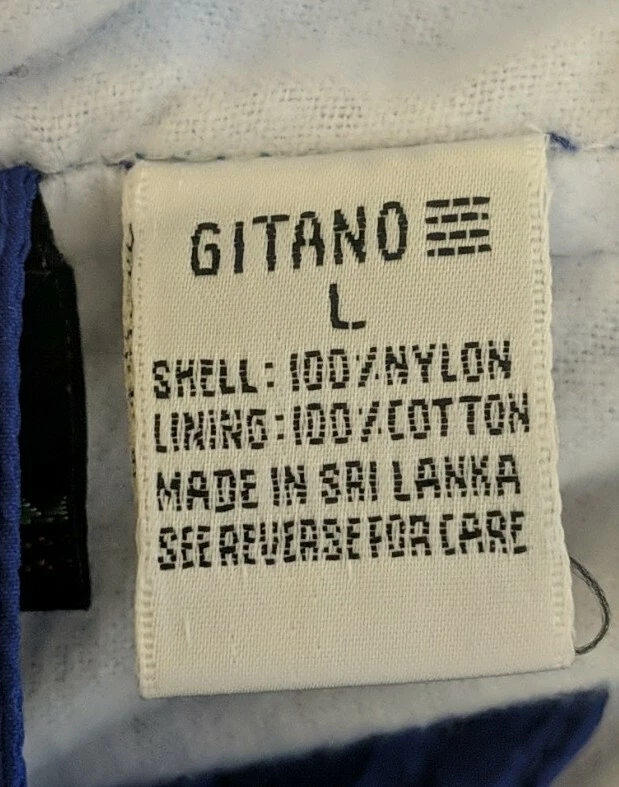 GITANO
L
SHELL: 100% NYLON
LINING: 100% COTTON
MADE IN SRI LANKA
SEE REVERSE FOR CARE